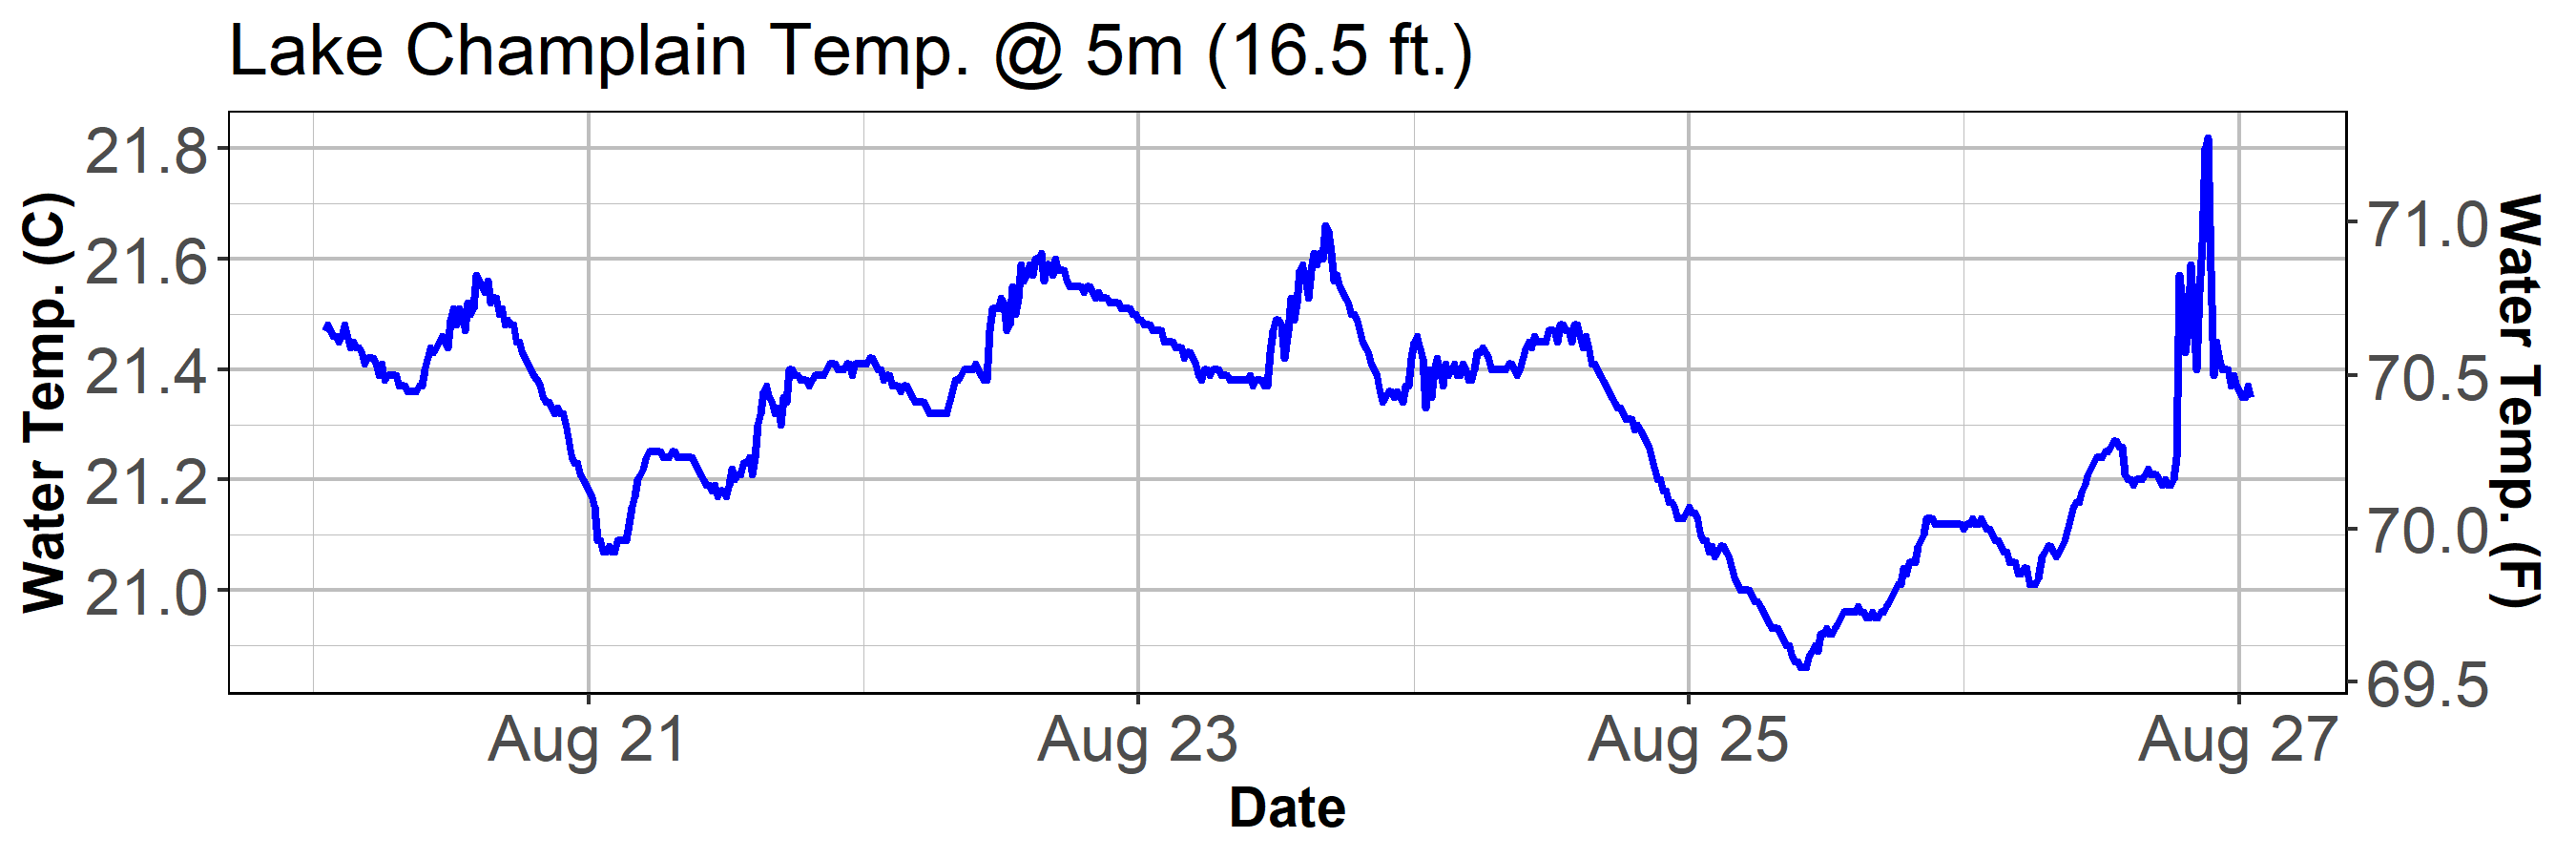 Lake Champlain Temp. @ 5m (16.5 ft.)
Water Temp. (C)
21.8
21.6
21.4
21.2
21.0
71.0
70.5
70.0
69.5
Water Temp. (F)
Aug 21
Aug 23
Aug 25
Aug 27
Date